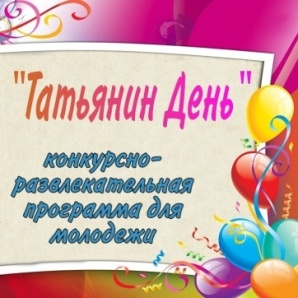 "Татьянин День"
конкурсно-
развлекательная
программа для
молодежи